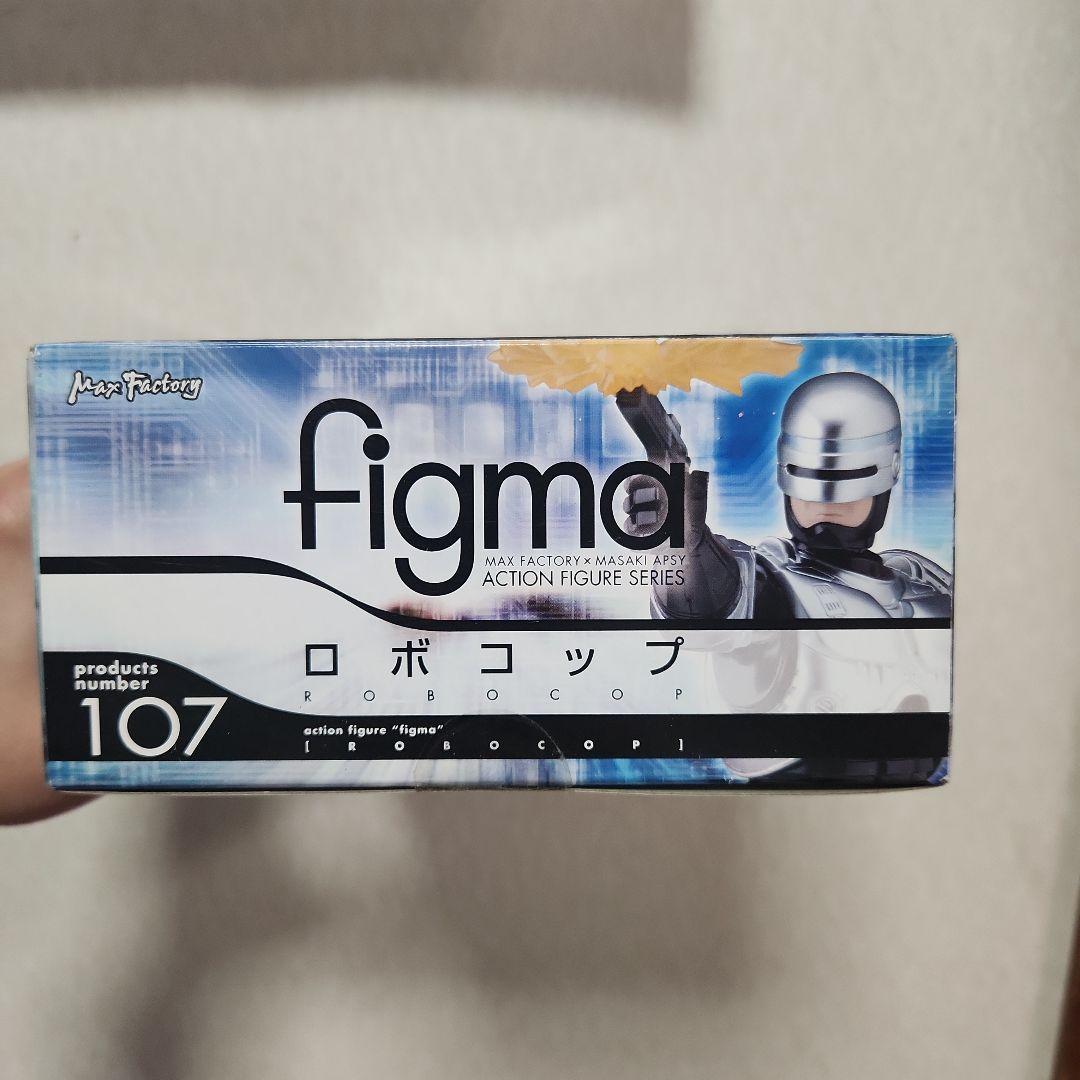 Max Factory
figma
MAX FACTORY × MASAKI APSY
ACTION FIGURE SERIES
ロボコップ
ROBOCOP
products
number
107
action figure "figma"
[ROBOCOP]